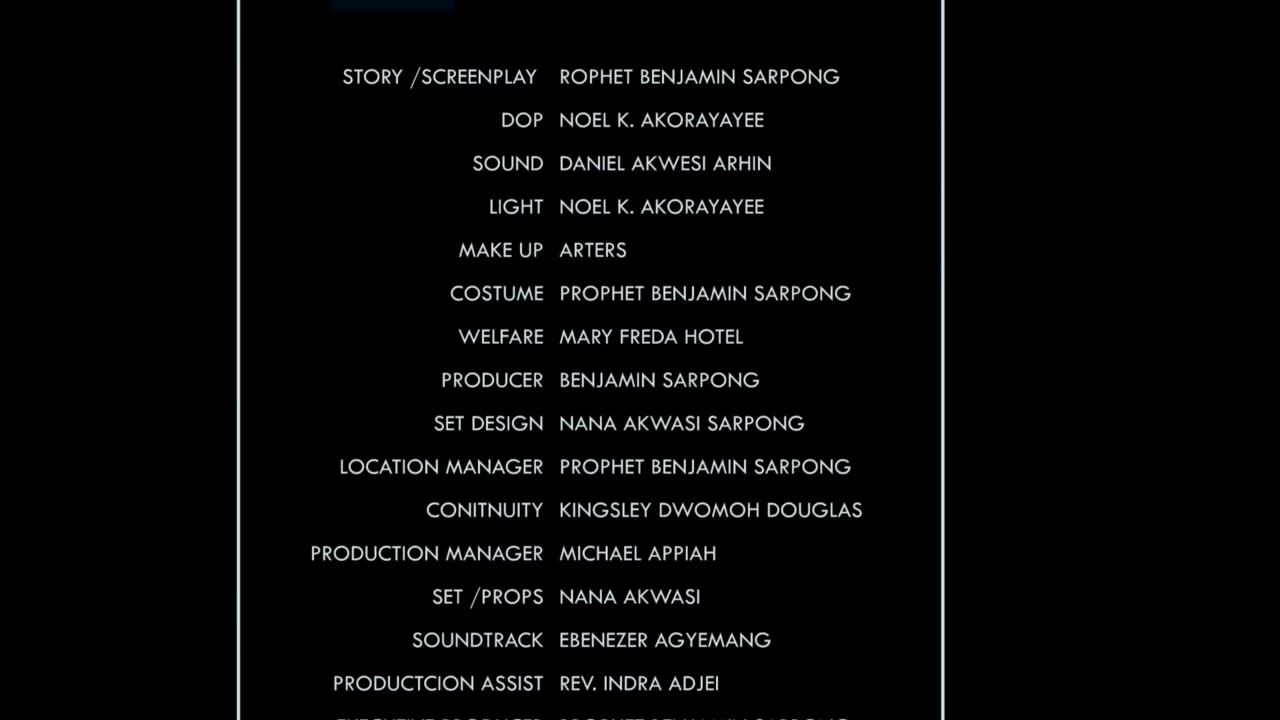 STORY /SCREENPLAY ROPHET BENJAMIN SARPONG
DOP NOEL K. AKORAYAYEE
SOUND DANIEL AKWESI ARHIN
LIGHT NOEL K. AKORAYAYEE
MAKE UP ARTERS
COSTUME PROPHET BENJAMIN SARPONG
WELFARE MARY FREDA HOTEL
PRODUCER BENJAMIN SARPONG
SET DESIGN NANA AKWASI SARPONG
LOCATION MANAGER PROPHET BENJAMIN SARPONG
CONITNUITY KINGSLEY DWOMOH DOUGLAS
PRODUCTION MANAGER MICHAEL APPIAH
SET /PROPS NANA AKWASI
SOUNDTRACK EBENEZER AGYEMANG
PRODUCTCION ASSIST REV. INDRA ADJEI